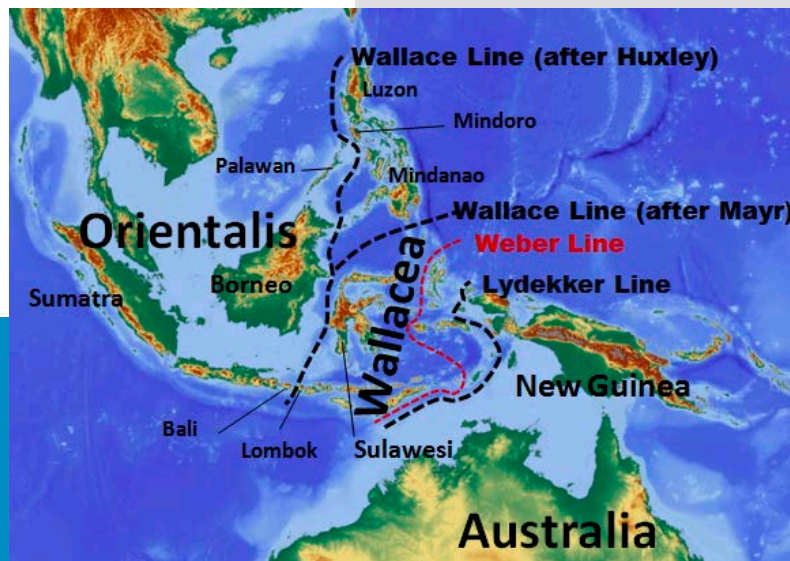 Wallace Line (after Huxley)
Luzon
Mindoro
Palawan
Mindanao
Wallace Line (after Mayr)
Orientalis
Weber Line
Wallacea
Lydekker Line
Sumatra
Borneo
New Guinea
Bali
Lombok
Sulawesi
Australia